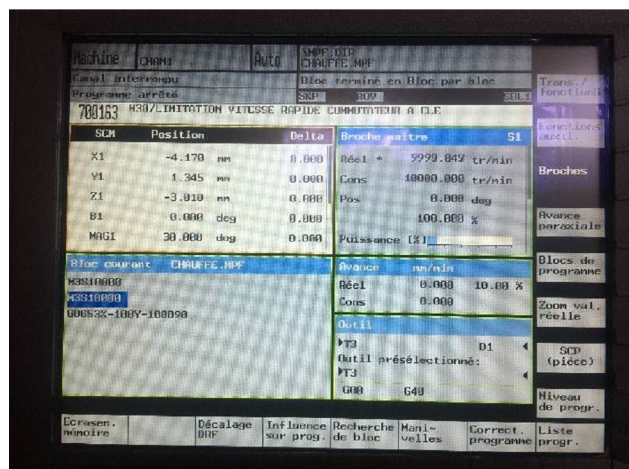 Machine CHAN1 Auto \MPF.DIR
CHAUFFE.MPF
Canal interrompu Bloc terminé en Bloc par bloc
Programme arrêté SKP ROV SBL1
700163 H30/LIMITATION VITESSE RAPIDE COMMUTATEUR A CLE
SCM Position Delta
X1 -4.170 mm 0.000
Y1 1.345 mm 0.000
Z1 -3.010 mm 0.000
B1 0.000 deg 0.000
MAG1 30.000 deg 0.000
Broche maitre S1
Réel + 9999.849 tr/min
Cons 10000.000 tr/min
Pos 0.000 deg
100.000 %
Puissance [%]
Bloc courant CHAUFFE.MPF
M3S10000
M3S10000
G0G53X-100Y-100D90
Avance mm/min
Réel 0.000 10.00 %
Cons 0.000
Outil
T3 D1
Outil présélectionné:
T3
G00 G40
Trans./
fonctionG
Fonctions
auxil.
Broches
Avance
paraxiale
Blocs de
programme
Zoom val.
réelle
SCP
(pièce)
Niveau
de progr.
Ecrasem.
mémoire
Décalage
DRF
Influence
sur prog.
Recherche
de bloc
Mani-
velles
Correct.
programme
Liste
progr.